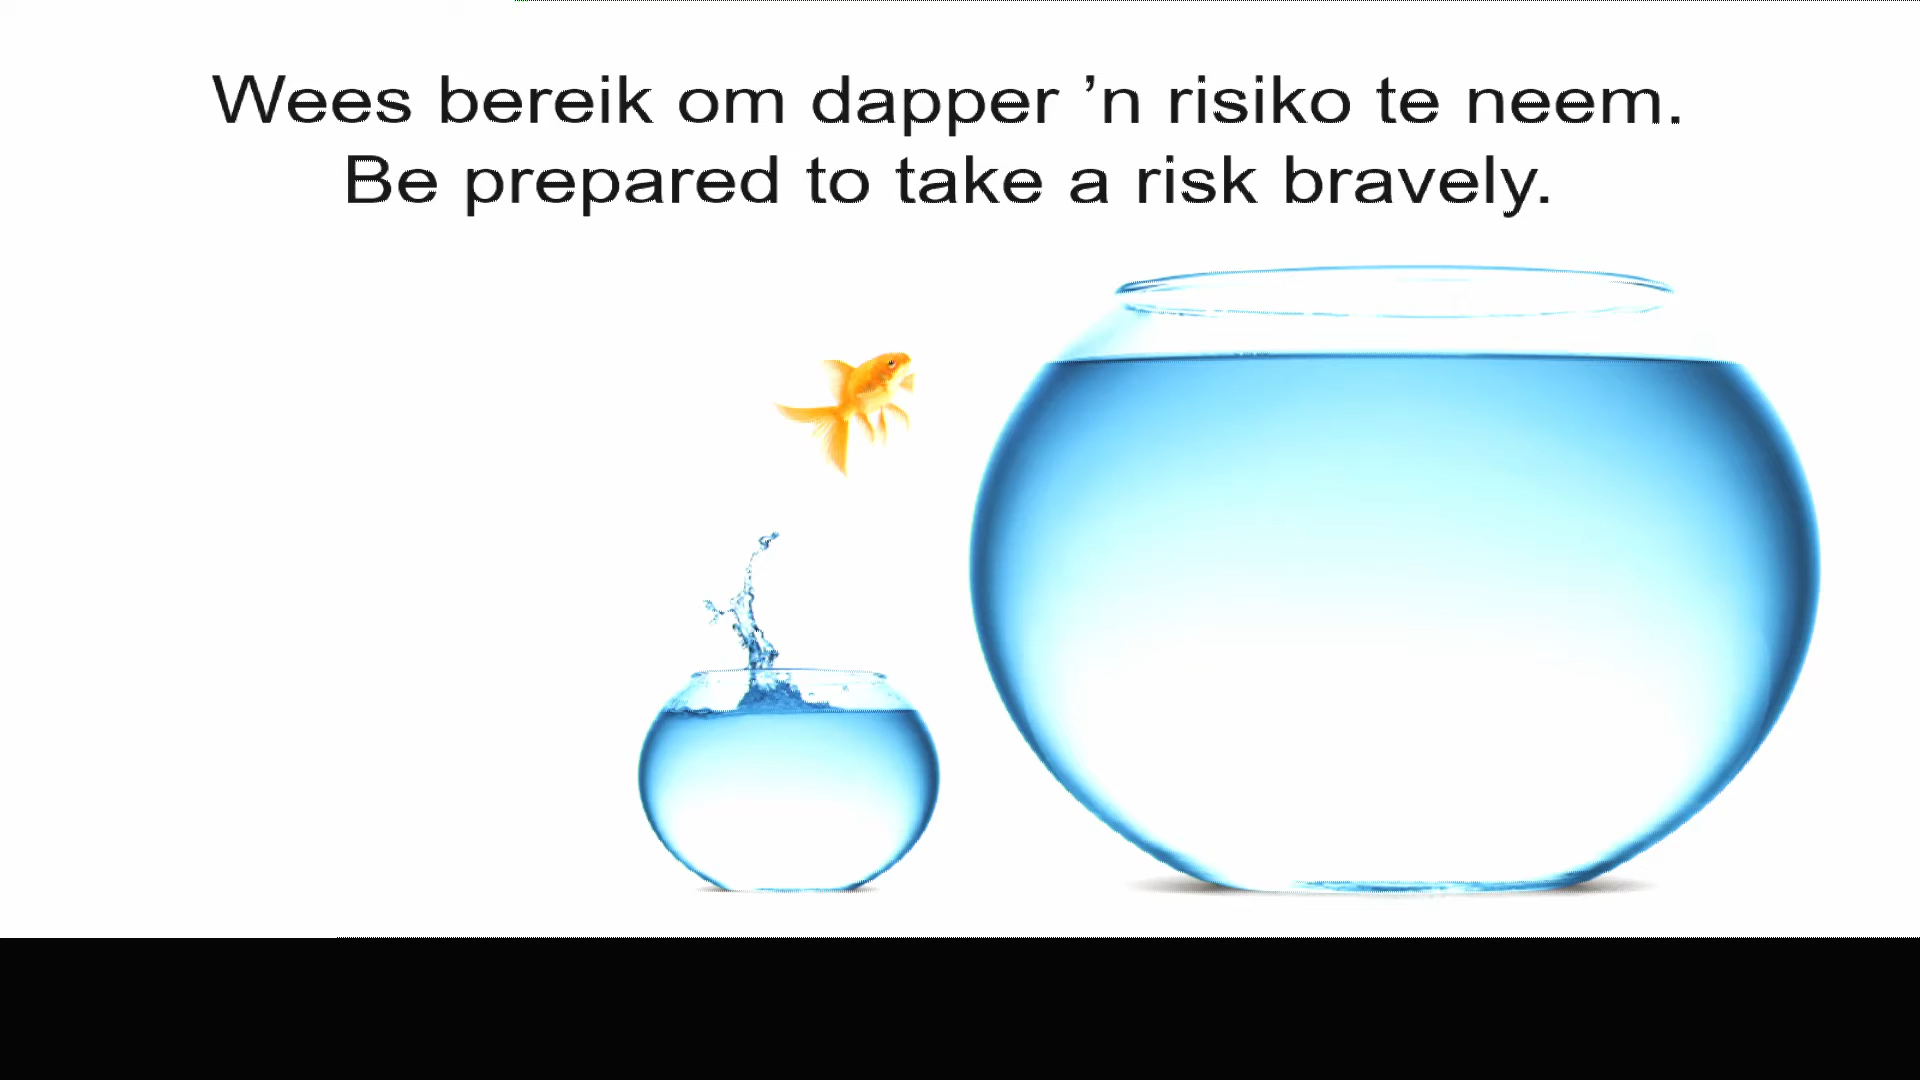 Wees bereik om dapper ’n risiko te neem.
Be prepared to take a risk bravely.